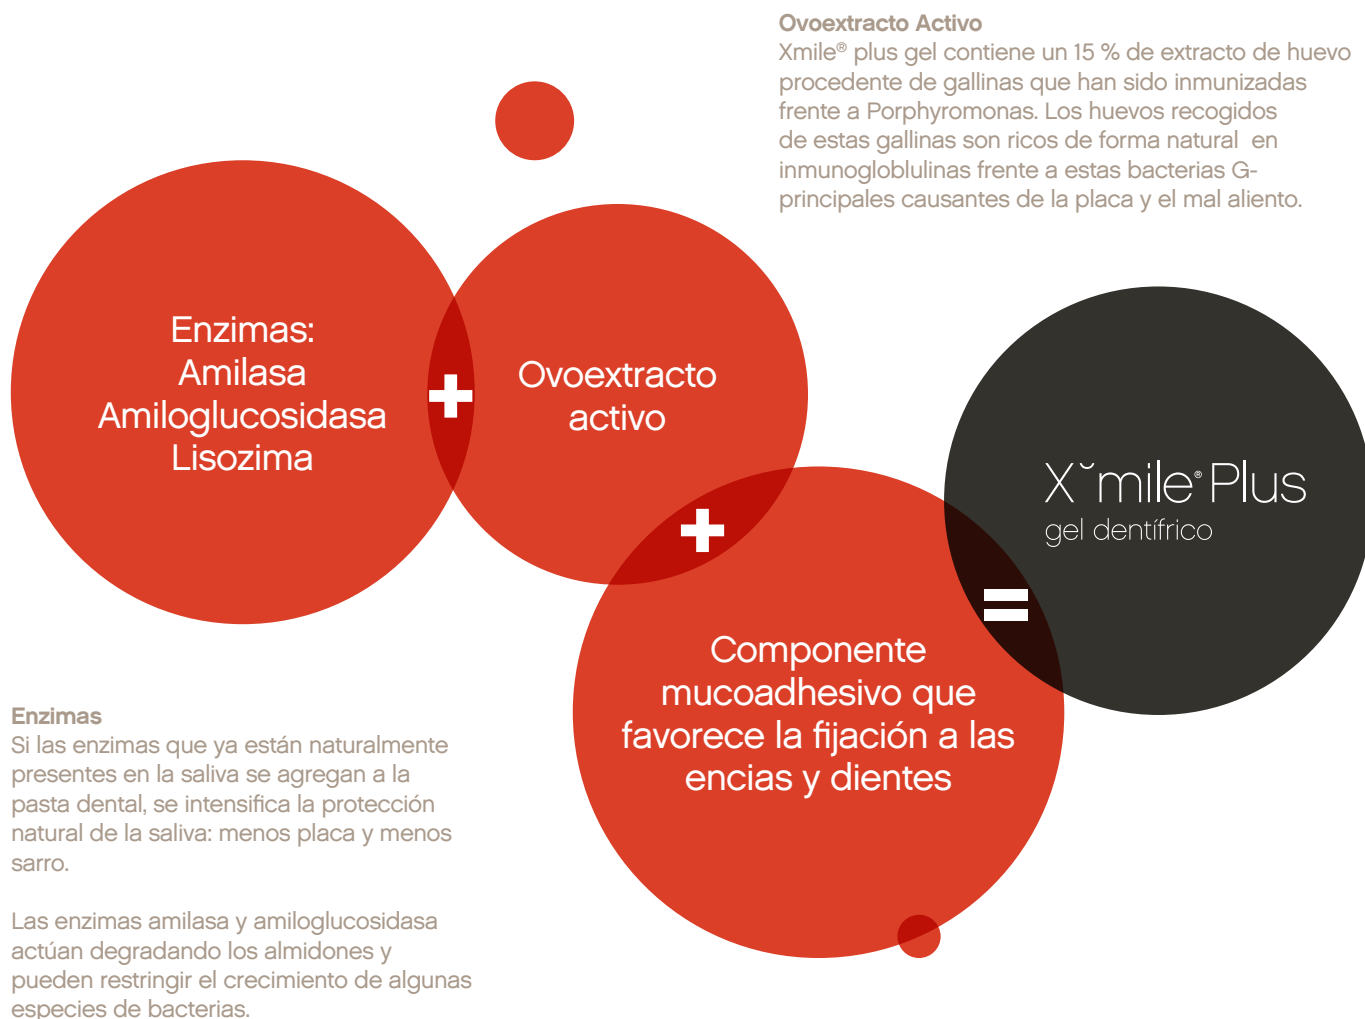 Ovoextracto Activo
Xmile® plus gel contiene un 15 % de extracto de huevo
procedente de gallinas que han sido inmunizadas
frente a Porphyromonas. Los huevos recogidos
de estas gallinas son ricos de forma natural en
inmunogloblulinas frente a estas bacterias G-
principales causantes de la placa y el mal aliento.
Enzimas:
Amilasa
Amiloglucosidasa
Lisozima
+
Ovoextracto
activo
+
Componente
mucoadhesivo que
favorece la fijación a las
encias y dientes
=
X˘mile® Plus
gel dentífrico
Enzimas
Si las enzimas que ya están naturalmente
presentes en la saliva se agregan a la
pasta dental, se intensifica la protección
natural de la saliva: menos placa y menos
sarro.
Las enzimas amilasa y amiloglucosidasa
actúan degradando los almidones y
pueden restringir el crecimiento de algunas
especies de bacterias.